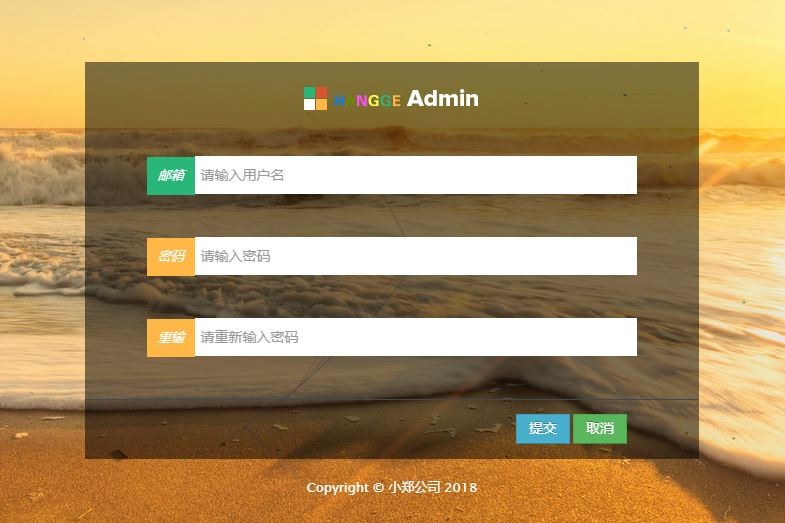 NANGGE Admin
邮箱 请输入用户名
密码 请输入密码
重输 请重新输入密码
提交 取消
Copyright © 小郑公司 2018